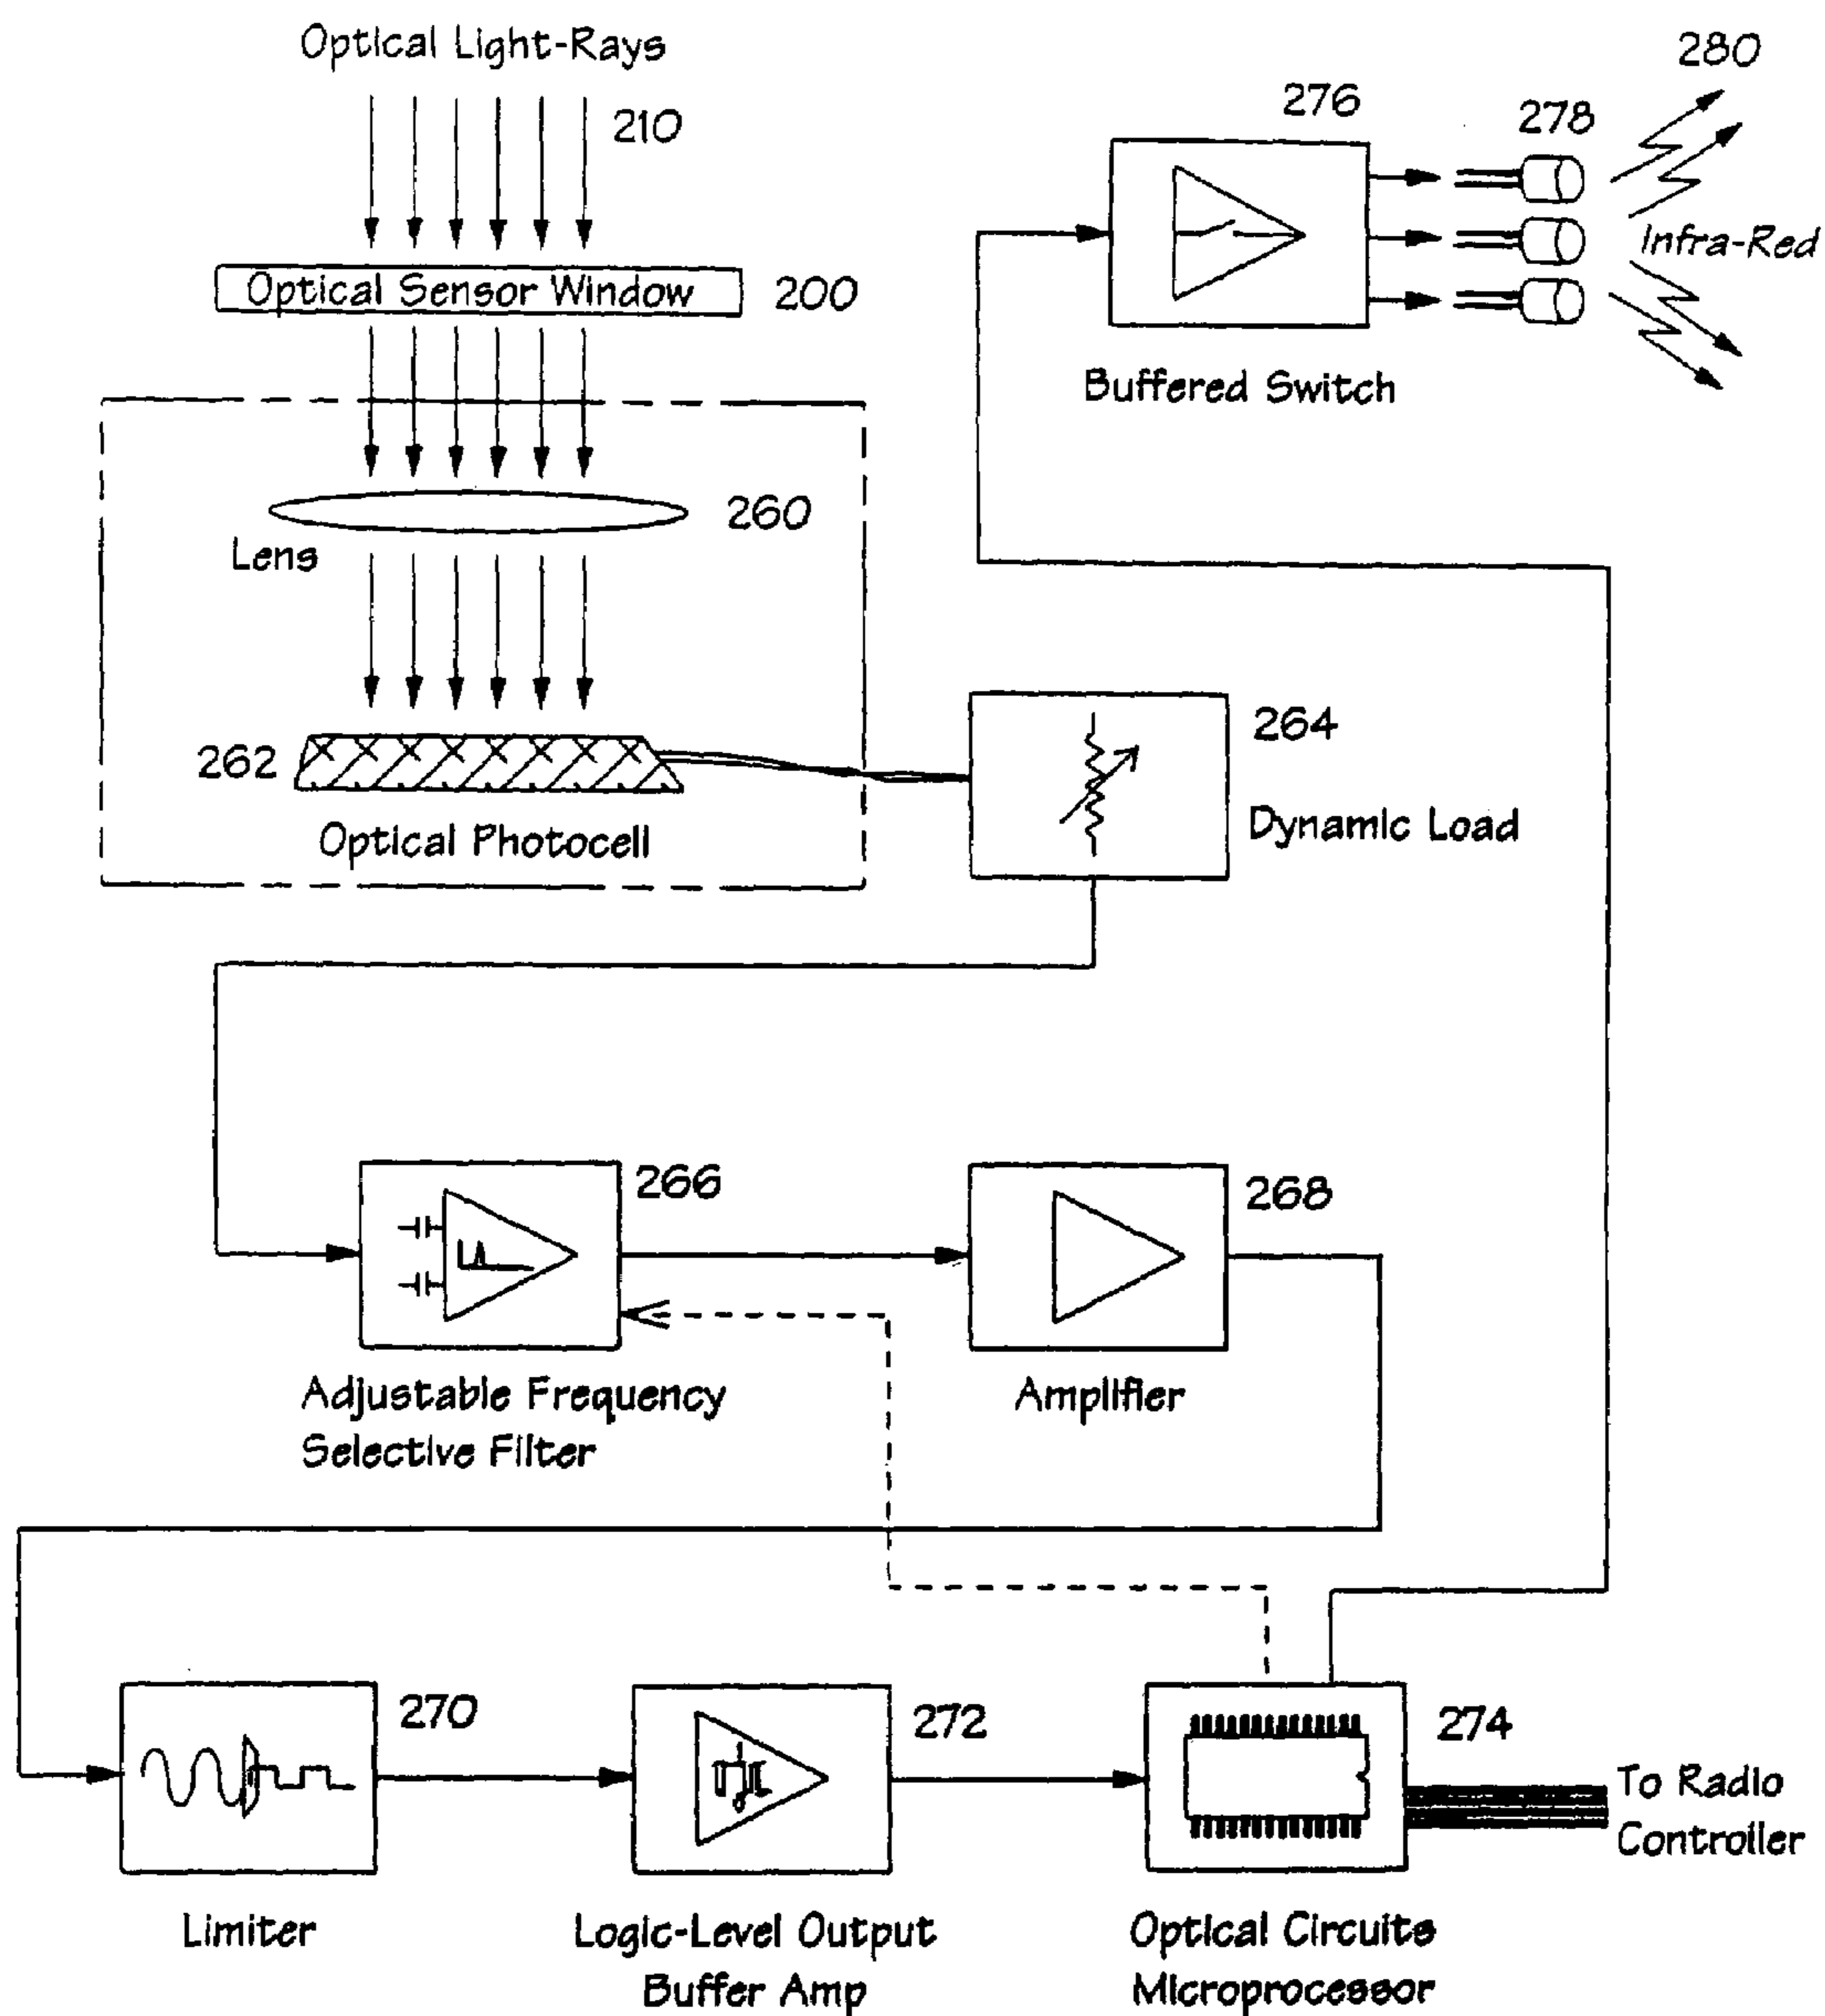 Optical Light-Rays
210
Optical Sensor Window
200
260
Lens
262
Optical Photocell
264
Dynamic Load
276
278
280
Infra-Red
Buffered Switch
266
Adjustable Frequency
Selective Filter
268
Amplifier
270
Limiter
272
Logic-Level Output
Buffer Amp
274
To Radio
Controller
Optical Circuits
Microprocessor